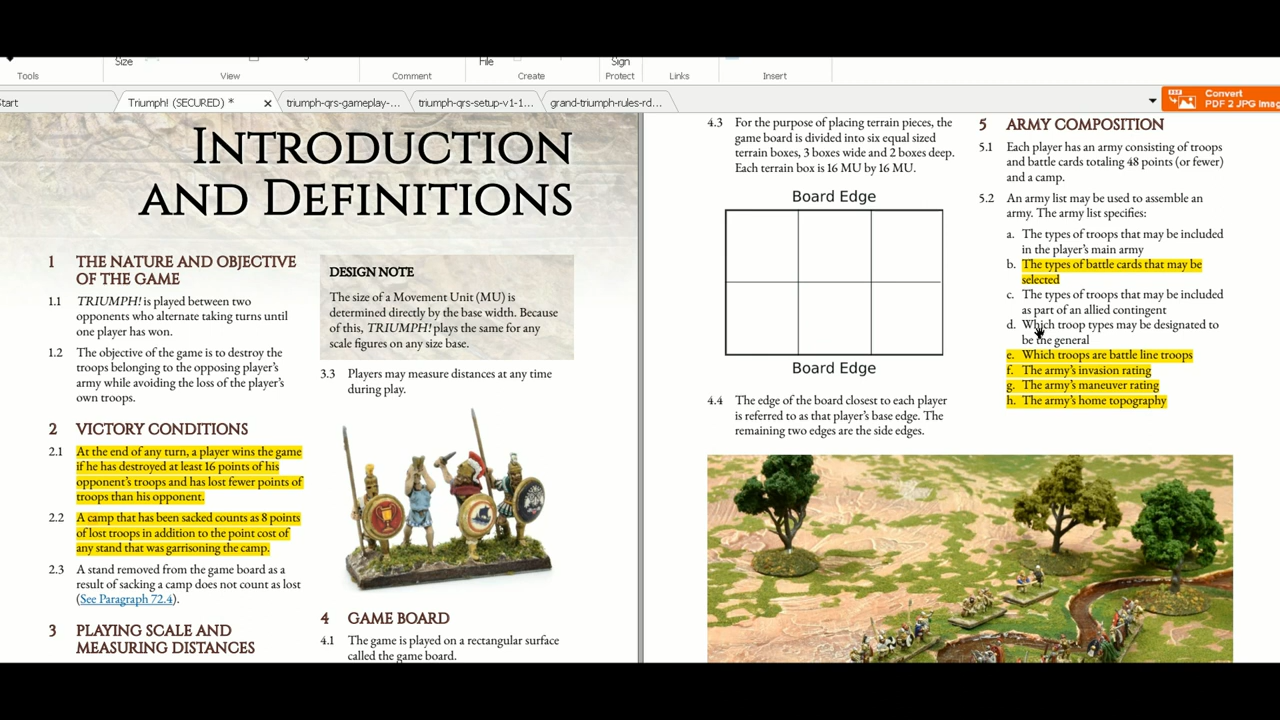 Size
File
Sign
Tools
View
Comment
Create
Protect
Links
Insert
Start
Triumph! (SECURED) *
×
triumph-qrs-gameplay-...
triumph-qrs-setup-v1-1...
grand-triumph-rules-rd...
Convert
PDF 2 JPG Imag
INTRODUCTION
AND DEFINITIONS
1 THE NATURE AND OBJECTIVE
OF THE GAME
1.1 TRIUMPH! is played between two
opponents who alternate taking turns until
one player has won.
1.2 The objective of the game is to destroy the
troops belonging to the opposing player's
army while avoiding the loss of the player's
own troops.
2 VICTORY CONDITIONS
2.1 At the end of any turn, a player wins the game
if he has destroyed at least 16 points of his
opponent's troops and has lost fewer points of
troops than his opponent.
2.2 A camp that has been sacked counts as 8 points
of lost troops in addition to the point cost of
any stand that was garrisoning the camp.
2.3 A stand removed from the game board as a
result of sacking a camp does not count as lost
(See Paragraph 72.4).
3 PLAYING SCALE AND
MEASURING DISTANCES
DESIGN NOTE
The size of a Movement Unit (MU) is
determined directly by the base width. Because
of this, TRIUMPH! plays the same for any
scale figures on any size base.
3.3 Players may measure distances at any time
during play.
4 GAME BOARD
4.1 The game is played on a rectangular surface
called the game board.
4.3 For the purpose of placing terrain pieces, the
game board is divided into six equal sized
terrain boxes, 3 boxes wide and 2 boxes deep.
Each terrain box is 16 MU by 16 MU.
Board Edge
Board Edge
4.4 The edge of the board closest to each player
is referred to as that player's base edge. The
remaining two edges are the side edges.
5 ARMY COMPOSITION
5.1 Each player has an army consisting of troops
and battle cards totaling 48 points (or fewer)
and a camp.
5.2 An army list may be used to assemble an
army. The army list specifies:
a. The types of troops that may be included
in the player's main army
b. The types of battle cards that may be
selected
c. The types of troops that may be included
as part of an allied contingent
d. Which troop types may be designated to
be the general
e. Which troops are battle line troops
f. The army's invasion rating
g. The army's maneuver rating
h. The army's home topography